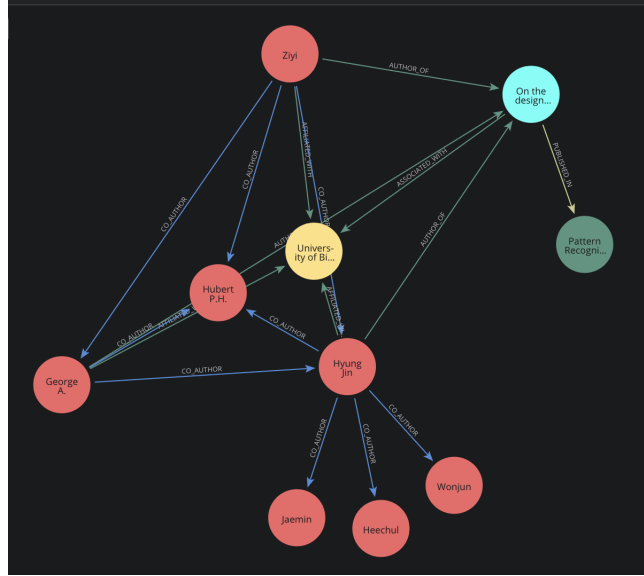 Ziyi
AUTHOR_OF
On the
design...
AFFILIATED_WITH
CO_AUTHOR
CO_AUTHOR
CO_AUTHOR
ASSOCIATED_WITH
PUBLISHED_IN
AUTHOR_OF
Univers-
ity of Bi...
Pattern
Recogni...
Hubert
P.H.
CO_AUTHOR
CO_AUTHOR
George
A.
CO_AUTHOR
Hyung
Jin
CO_AUTHOR
CO_AUTHOR
CO_AUTHOR
Wonjun
Jaemin
Heechul